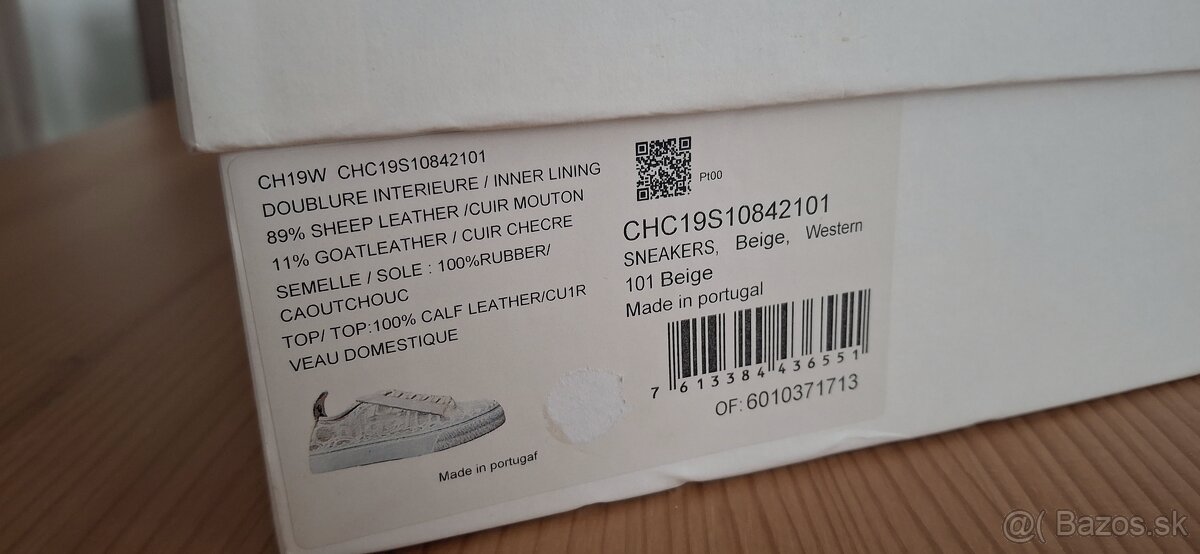 CH19W CHC19S10842101
DOUBLURE INTERIEURE / INNER LINING
89% SHEEP LEATHER /CUIR MOUTON
11% GOATLEATHER / CUIR CHECRE
SEMELLE / SOLE : 100%RUBBER/
CAOUTCHOUC
TOP/ TOP:100% CALF LEATHER/CU1R
VEAU DOMESTIQUE
Made in portugaf
Pt00
CHC19S10842101
SNEAKERS, Beige, Western
101 Beige
Made in portugal
7 613384 436551
OF: 6010371713
@( Bazos.sk